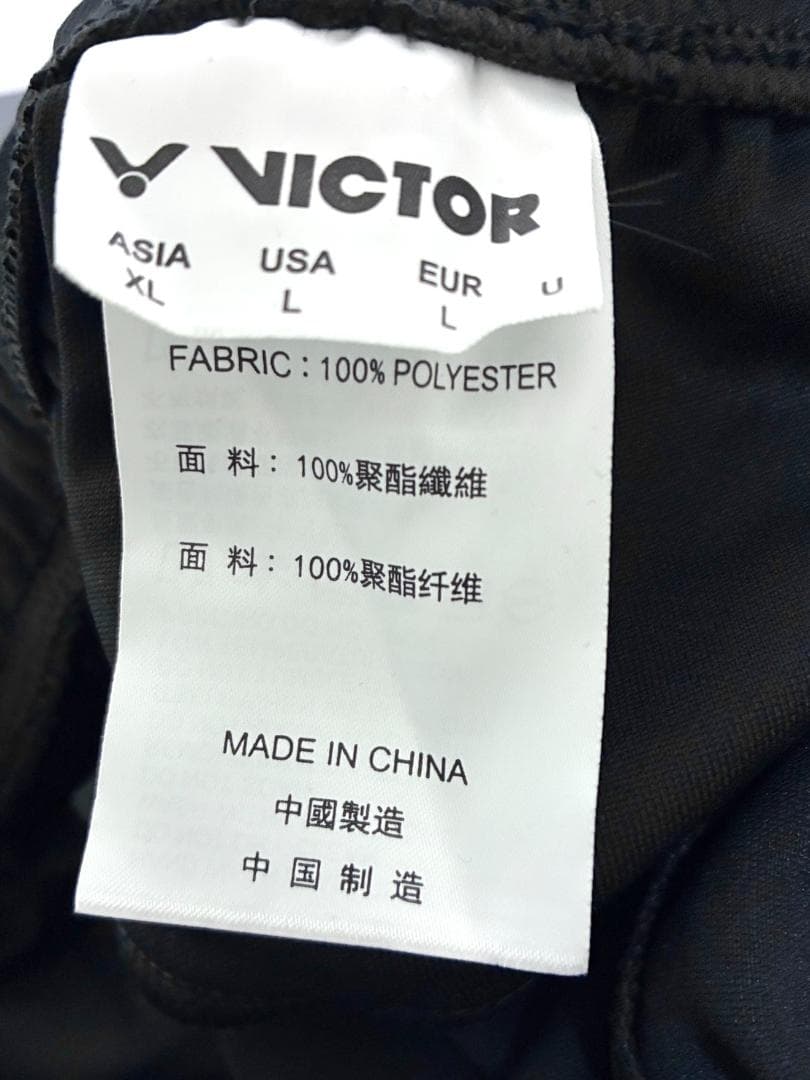 VICTOR
ASIA USA EUR U
XL L L
FABRIC : 100% POLYESTER
面 料 : 100%聚酯纖維
面 料 : 100%聚酯纤维
MADE IN CHINA
中國製造
中国制造